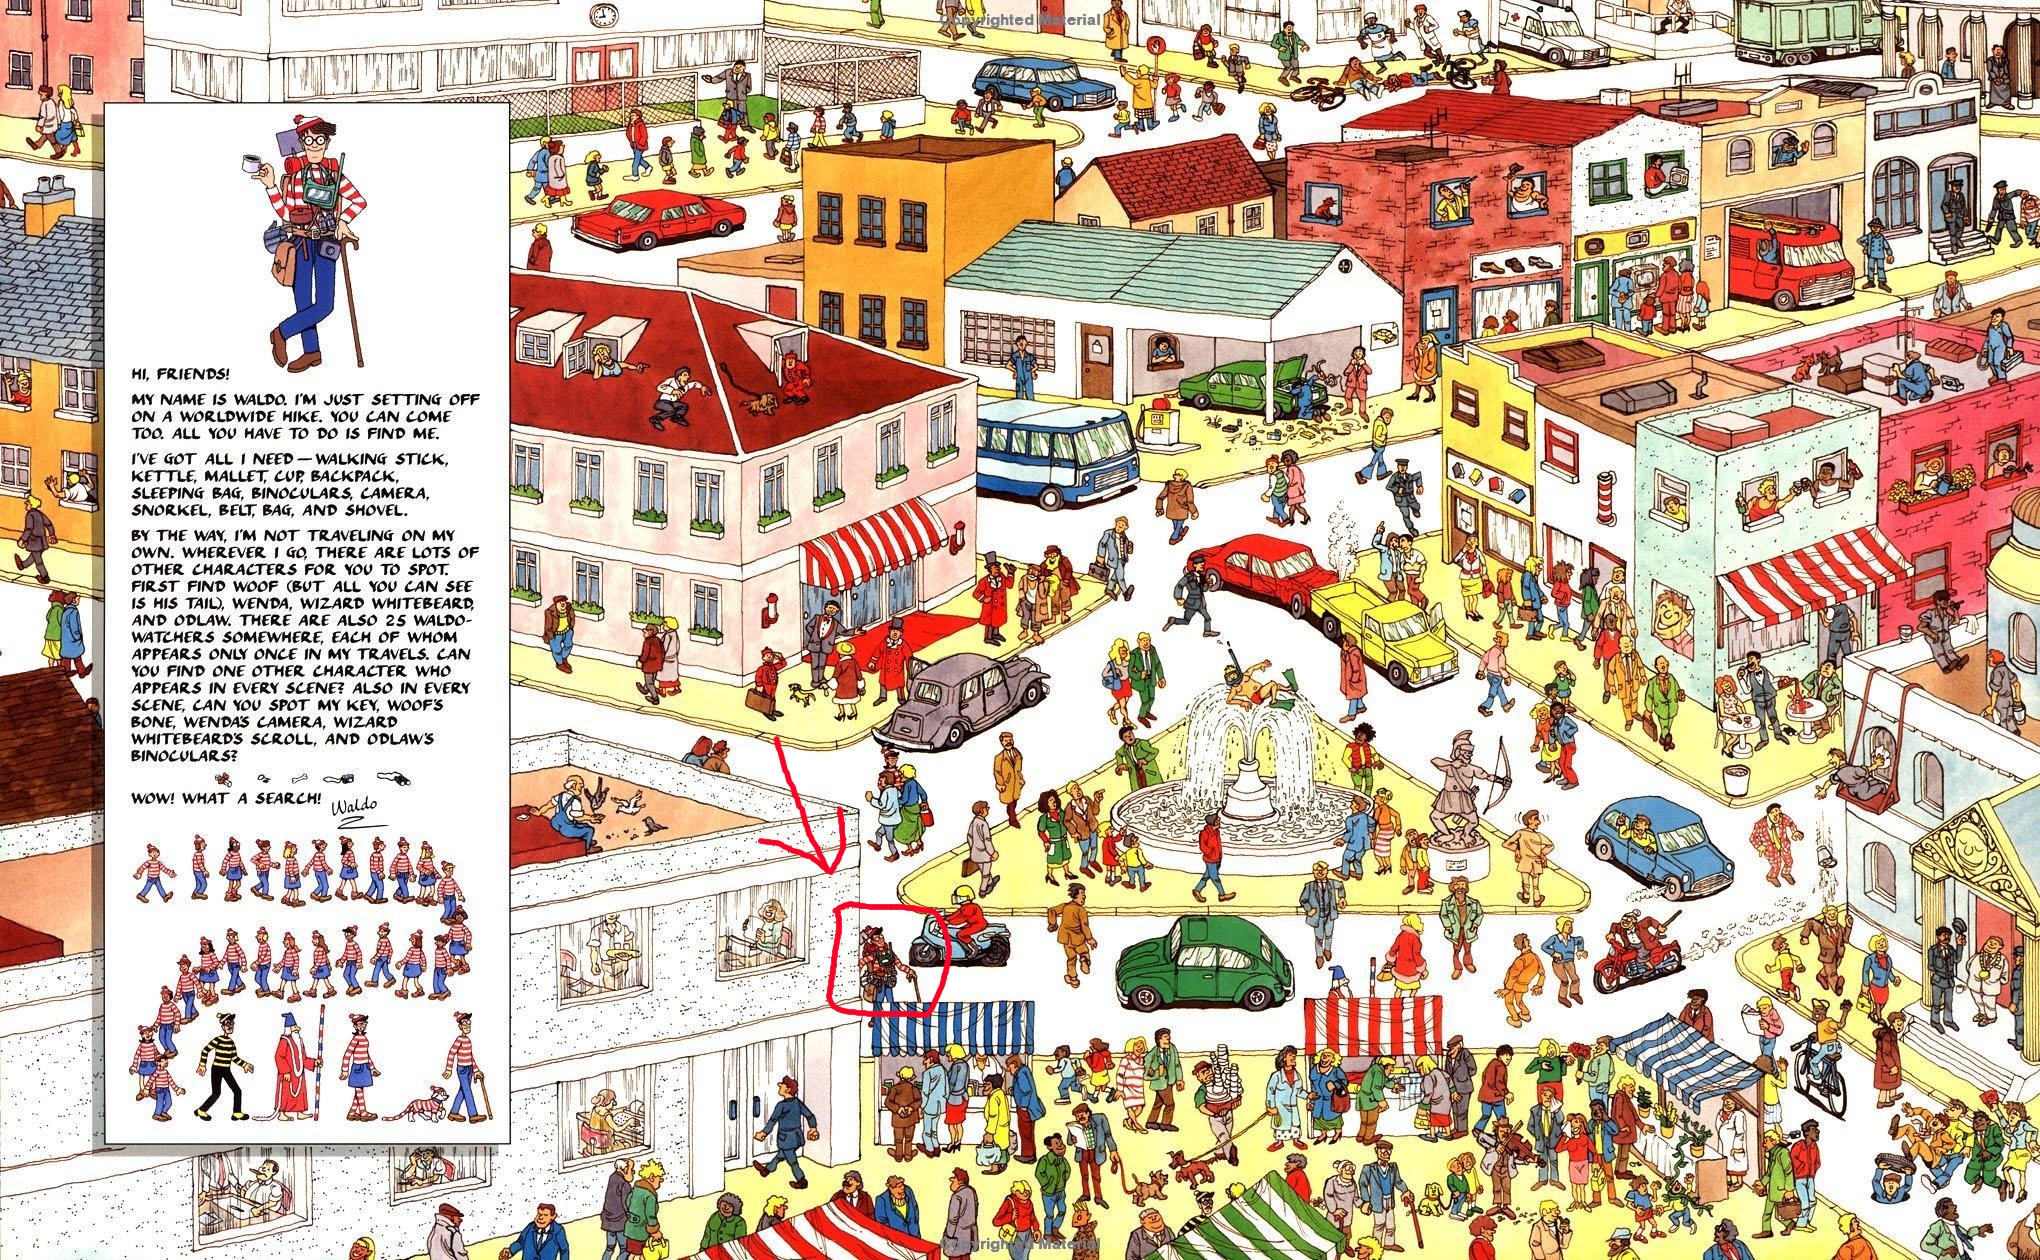 Copyrighted Material
HI, FRIENDS!
MY NAME IS WALDO. I'M JUST SETTING OFF
ON A WORLDWIDE HIKE. YOU CAN COME
TOO. ALL YOU HAVE TO DO IS FIND ME.
I'VE GOT ALL I NEED — WALKING STICK,
KETTLE, MALLET, CUP, BACKPACK,
SLEEPING BAG, BINOCULARS, CAMERA,
SNORKEL, BELT, BAG, AND SHOVEL.
BY THE WAY, I'M NOT TRAVELING ON MY
OWN. WHEREVER I GO, THERE ARE LOTS OF
OTHER CHARACTERS FOR YOU TO SPOT.
FIRST FIND WOOF (BUT ALL YOU CAN SEE
IS HIS TAIL), WENDA, WIZARD WHITEBEARD,
AND ODLAW. THERE ARE ALSO 25 WALDO-
WATCHERS SOMEWHERE, EACH OF WHOM
APPEARS ONLY ONCE IN MY TRAVELS. CAN
YOU FIND ONE OTHER CHARACTER WHO
APPEARS IN EVERY SCENE? ALSO IN EVERY
SCENE, CAN YOU SPOT MY KEY, WOOF'S
BONE, WENDA'S CAMERA, WIZARD
WHITEBEARD'S SCROLL, AND ODLAW'S
BINOCULARS?
WOW! WHAT A SEARCH!
Waldo
Copyrighted Material